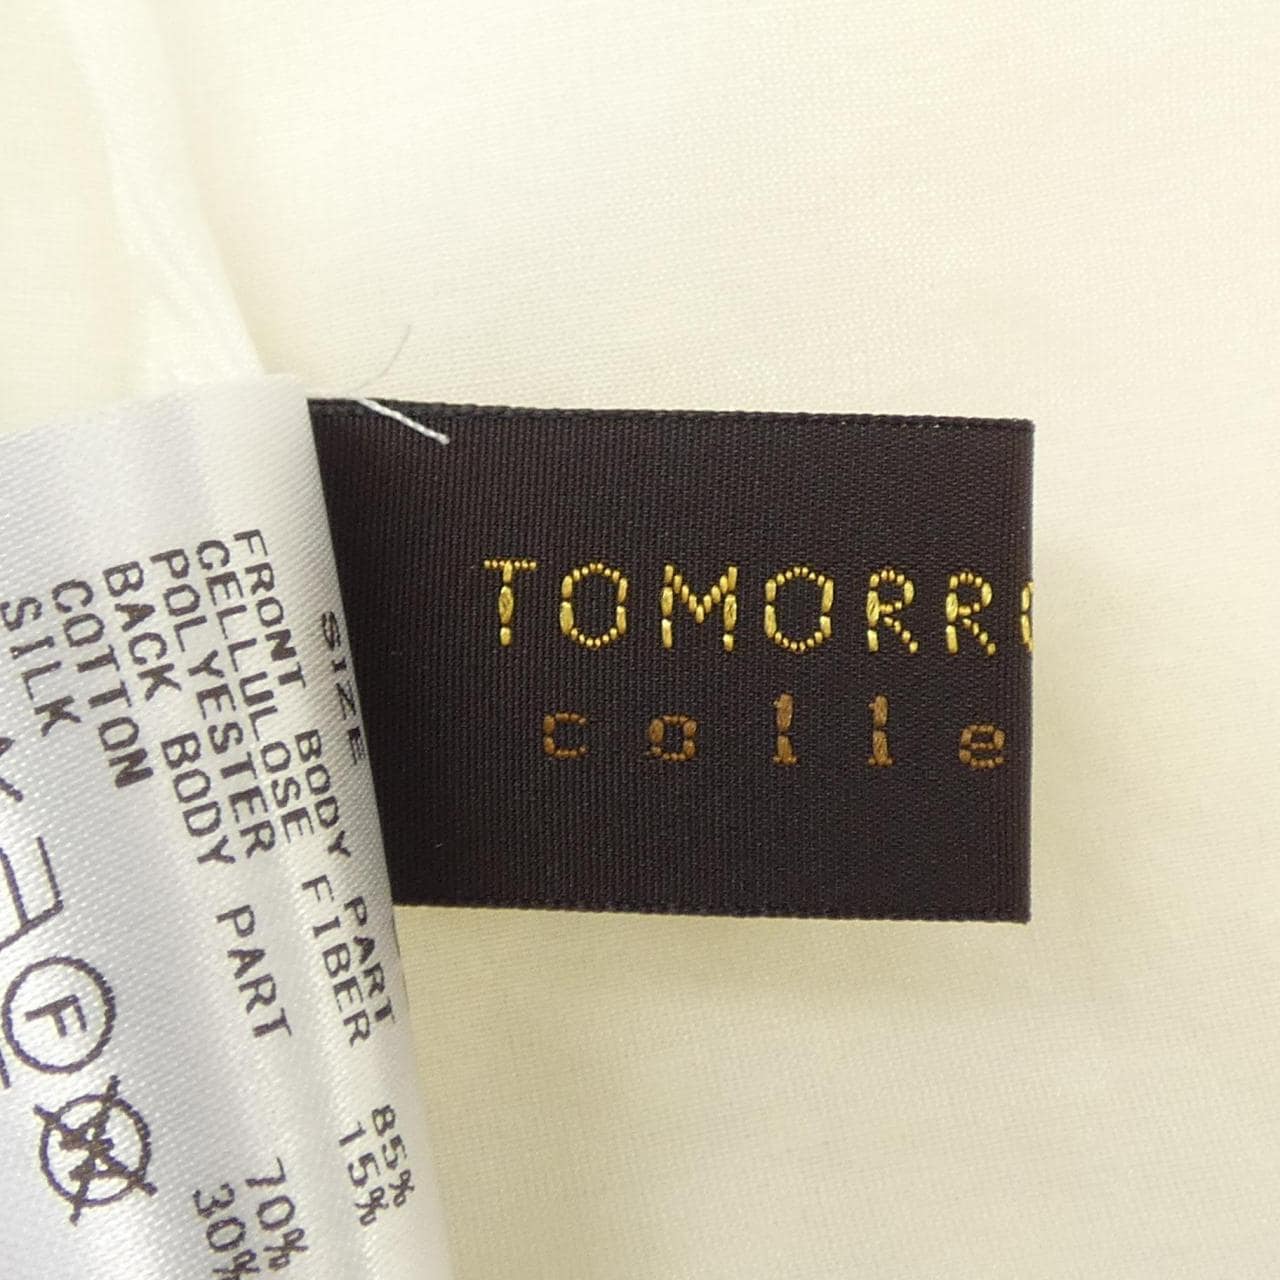 TOMORR
colle
SIZE
FRONT BODY PART
CELLULOSE FIBER 85%
POLYESTER 15%
BACK BODY PART
COTTON 70%
SILK 30%
F
W